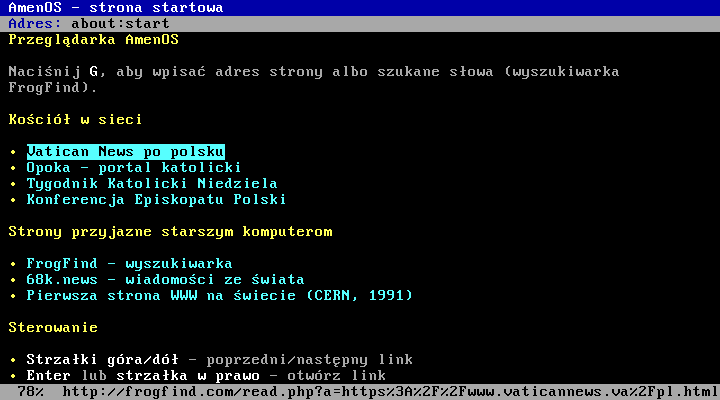 AmenOS - strona startowa
Adres: about:start
Przeglądarka AmenOS
Naciśnij G, aby wpisać adres strony albo szukane słowa (wyszukiwarka
FrogFind).
Kościół w sieci
• Vatican News po polsku
• Opoka - portal katolicki
• Tygodnik Katolicki Niedziela
• Konferencja Episkopatu Polski
Strony przyjazne starszym komputerom
• FrogFind - wyszukiwarka
• 68k.news - wiadomości ze świata
• Pierwsza strona WWW na świecie (CERN, 1991)
Sterowanie
• Strzałki góra/dół - poprzedni/następny link
• Enter lub strzałka w prawo - otwórz link
78% http://frogfind.com/read.php?a=https%3A%2F%2Fwww.vaticannews.va%2Fpl.html